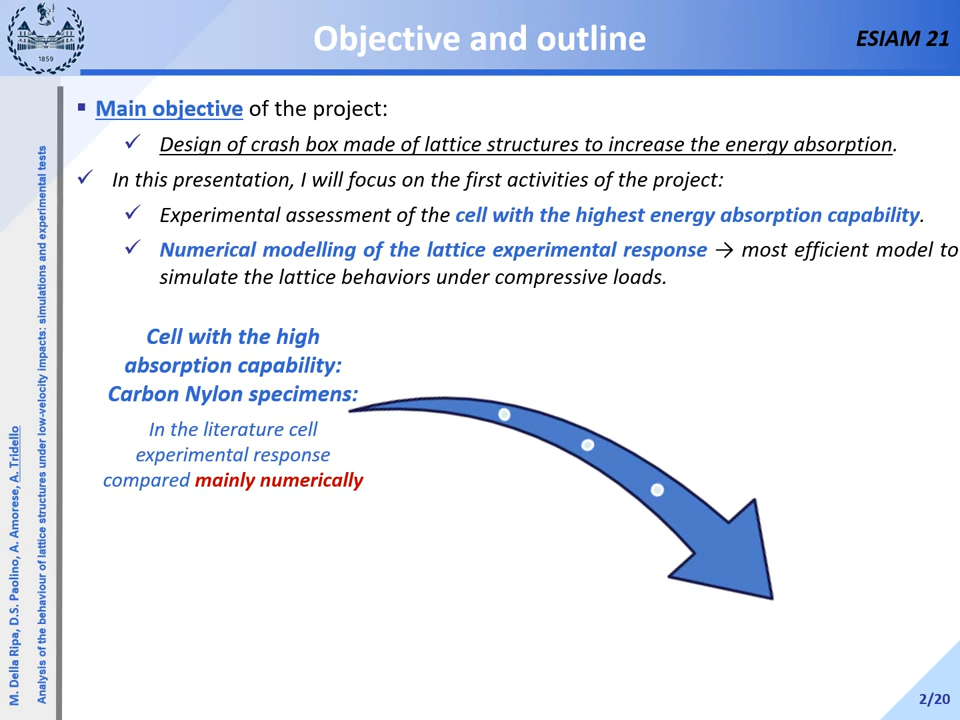 Objective and outline
ESIAM 21
1859
▪ Main objective of the project:
✓ Design of crash box made of lattice structures to increase the energy absorption.
✓ In this presentation, I will focus on the first activities of the project:
✓ Experimental assessment of the cell with the highest energy absorption capability.
✓ Numerical modelling of the lattice experimental response → most efficient model to
simulate the lattice behaviors under compressive loads.
Cell with the high
absorption capability:
Carbon Nylon specimens:
In the literature cell
experimental response
compared mainly numerically
M. Della Ripa, D.S. Paolino, A. Amorese, A. Tridello
Analysis of the behaviour of lattice structures under low-velocity impacts: simulations and experimental tests
2/20